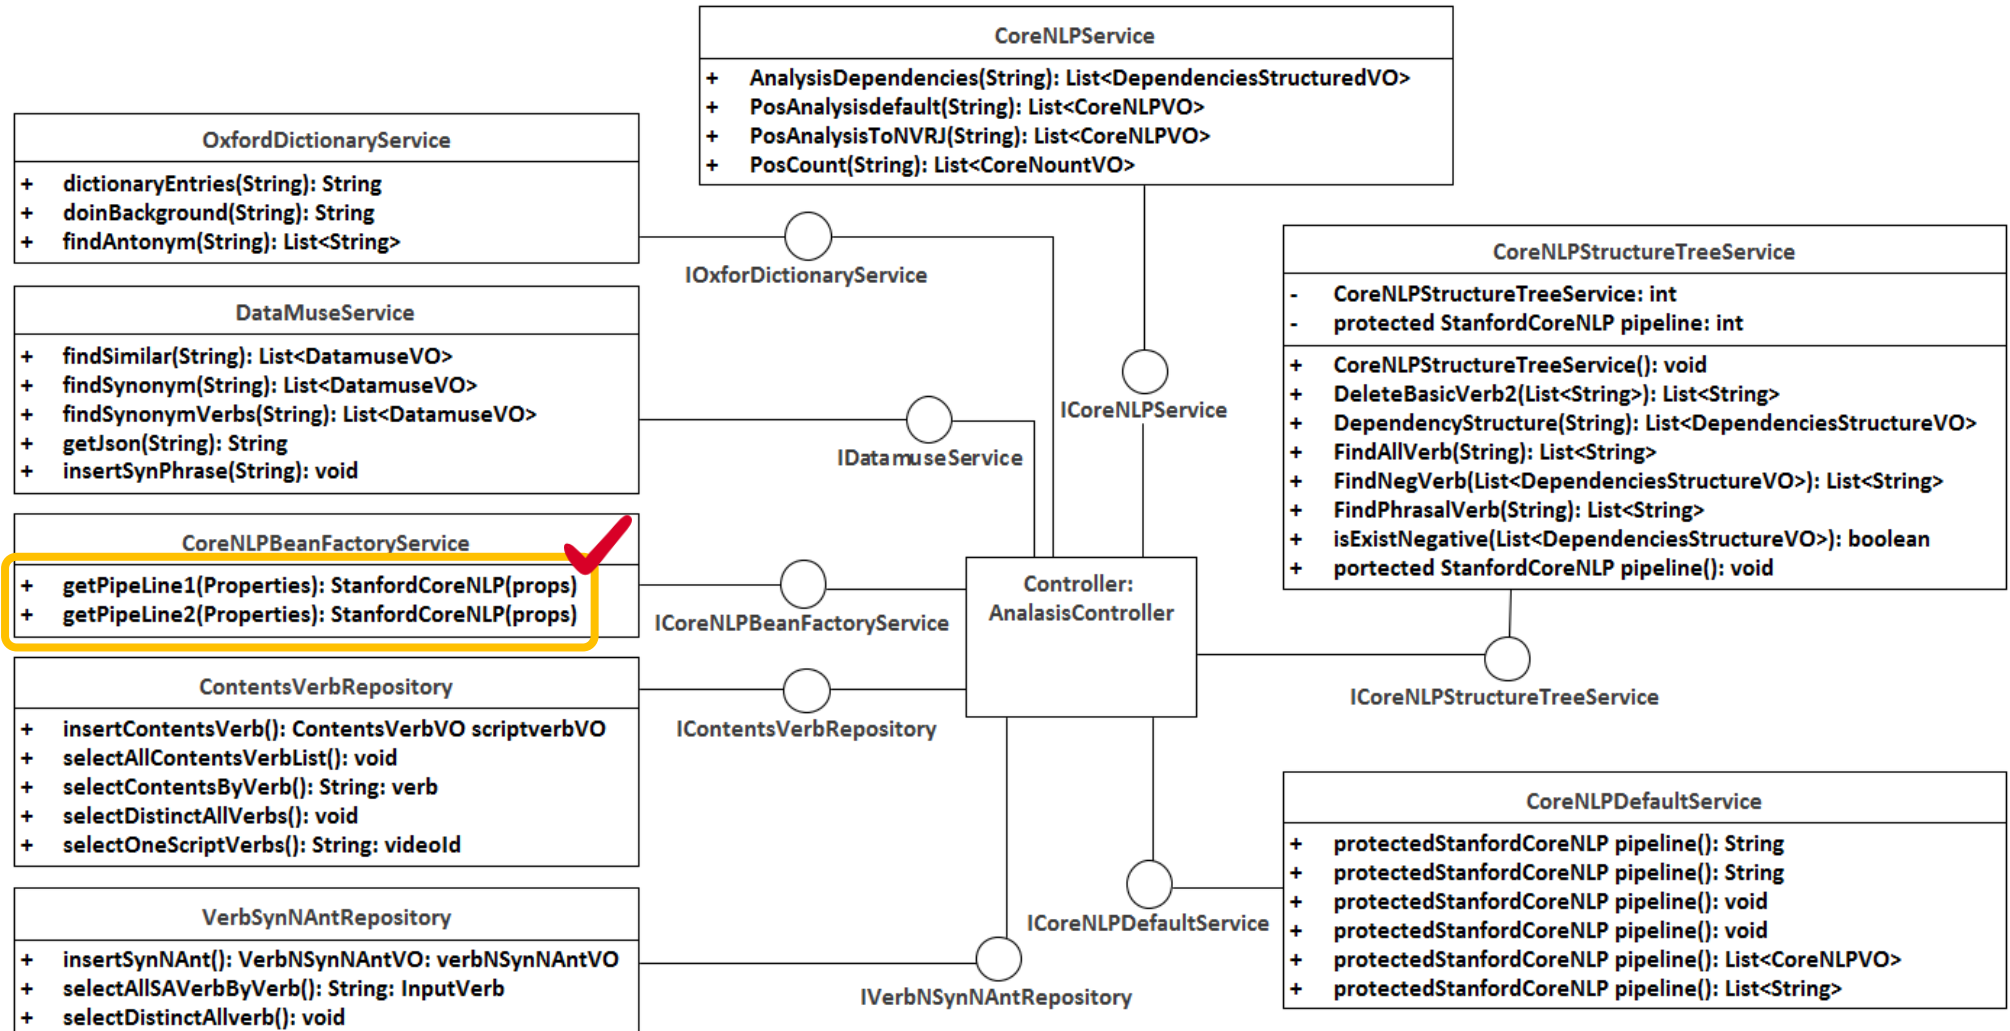 CoreNLPService
+ AnalysisDependencies(String): List<DependenciesStructuredVO>
+ PosAnalysisdefault(String): List<CoreNLPVO>
+ PosAnalysisToNVRJ(String): List<CoreNLPVO>
+ PosCount(String): List<CoreNountVO>
OxfordDictionaryService
+ dictionaryEntries(String): String
+ doinBackground(String): String
+ findAntonym(String): List<String>
IOxforDictionaryService
DataMuseService
+ findSimilar(String): List<DatamuseVO>
+ findSynonym(String): List<DatamuseVO>
+ findSynonymVerbs(String): List<DatamuseVO>
+ getJson(String): String
+ insertSynPhrase(String): void
IDatamuseService
ICoreNLPService
CoreNLPStructureTreeService
- CoreNLPStructureTreeService: int
- protected StanfordCoreNLP pipeline: int
+ CoreNLPStructureTreeService(): void
+ DeleteBasicVerb2(List<String>): List<String>
+ DependencyStructure(String): List<DependenciesStructureVO>
+ FindAllVerb(String): List<String>
+ FindNegVerb(List<DependenciesStructureVO>): List<String>
+ FindPhrasalVerb(String): List<String>
+ isExistNegative(List<DependenciesStructureVO>): boolean
+ portected StanfordCoreNLP pipeline(): void
CoreNLPBeanFactoryService
+ getPipeLine1(Properties): StanfordCoreNLP(props)
+ getPipeLine2(Properties): StanfordCoreNLP(props)
ICoreNLPBeanFactoryService
Controller:
AnalasisController
ICoreNLPStructureTreeService
ContentsVerbRepository
+ insertContentsVerb(): ContentsVerbVO scriptverbVO
+ selectAllContentsVerbList(): void
+ selectContentsByVerb(): String: verb
+ selectDistinctAllVerbs(): void
+ selectOneScriptVerbs(): String: videoId
IContentsVerbRepository
CoreNLPDefaultService
+ protectedStanfordCoreNLP pipeline(): String
+ protectedStanfordCoreNLP pipeline(): String
+ protectedStanfordCoreNLP pipeline(): void
+ protectedStanfordCoreNLP pipeline(): void
+ protectedStanfordCoreNLP pipeline(): List<CoreNLPVO>
+ protectedStanfordCoreNLP pipeline(): List<String>
ICoreNLPDefaultService
VerbSynNAntRepository
+ insertSynNAnt(): VerbNSynNAntVO: verbNSynNAntVO
+ selectAllSAVerbByVerb(): String: InputVerb
+ selectDistinctAllverb(): void
IVerbNSynNAntRepository